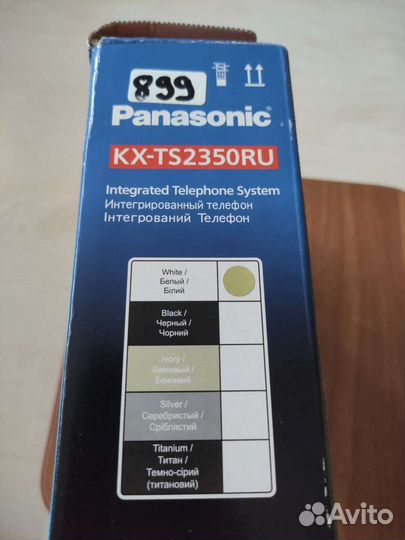 899
Panasonic
KX-TS2350RU
Integrated Telephone System
Интегрированный телефон
Інтегрований Телефон
White /
Белый /
Білий
Black /
Черный /
Чорний
Ivory /
Бежевый /
Бежевий
Silver /
Серебристый /
Сріблястий
Titanium /
Титан /
Темно-сірий
(титановий)
Avito